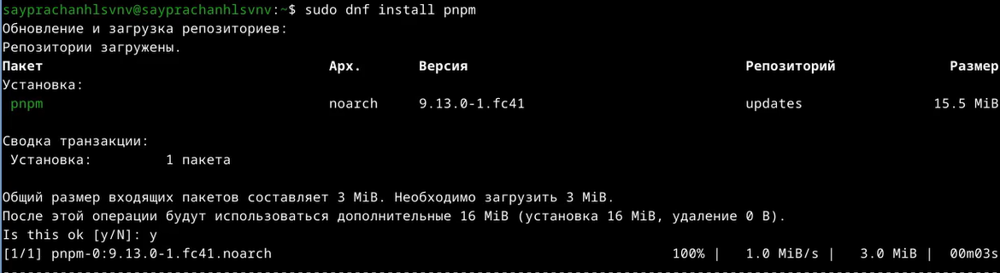 sayprachanhlsvnv@sayprachanhlsvnv:~$ sudo dnf install pnpm
Обновление и загрузка репозиториев:
Репозитории загружены.
Пакет Арх. Версия Репозиторий Размер
Установка:
pnpm noarch 9.13.0-1.fc41 updates 15.5 MiB
Сводка транзакции:
Установка: 1 пакета
Общий размер входящих пакетов составляет 3 MiB. Необходимо загрузить 3 MiB.
После этой операции будут использоваться дополнительные 16 MiB (установка 16 MiB, удаление 0 B).
Is this ok [y/N]: y
[1/1] pnpm-0:9.13.0-1.fc41.noarch 100% | 1.0 MiB/s | 3.0 MiB | 00m03s